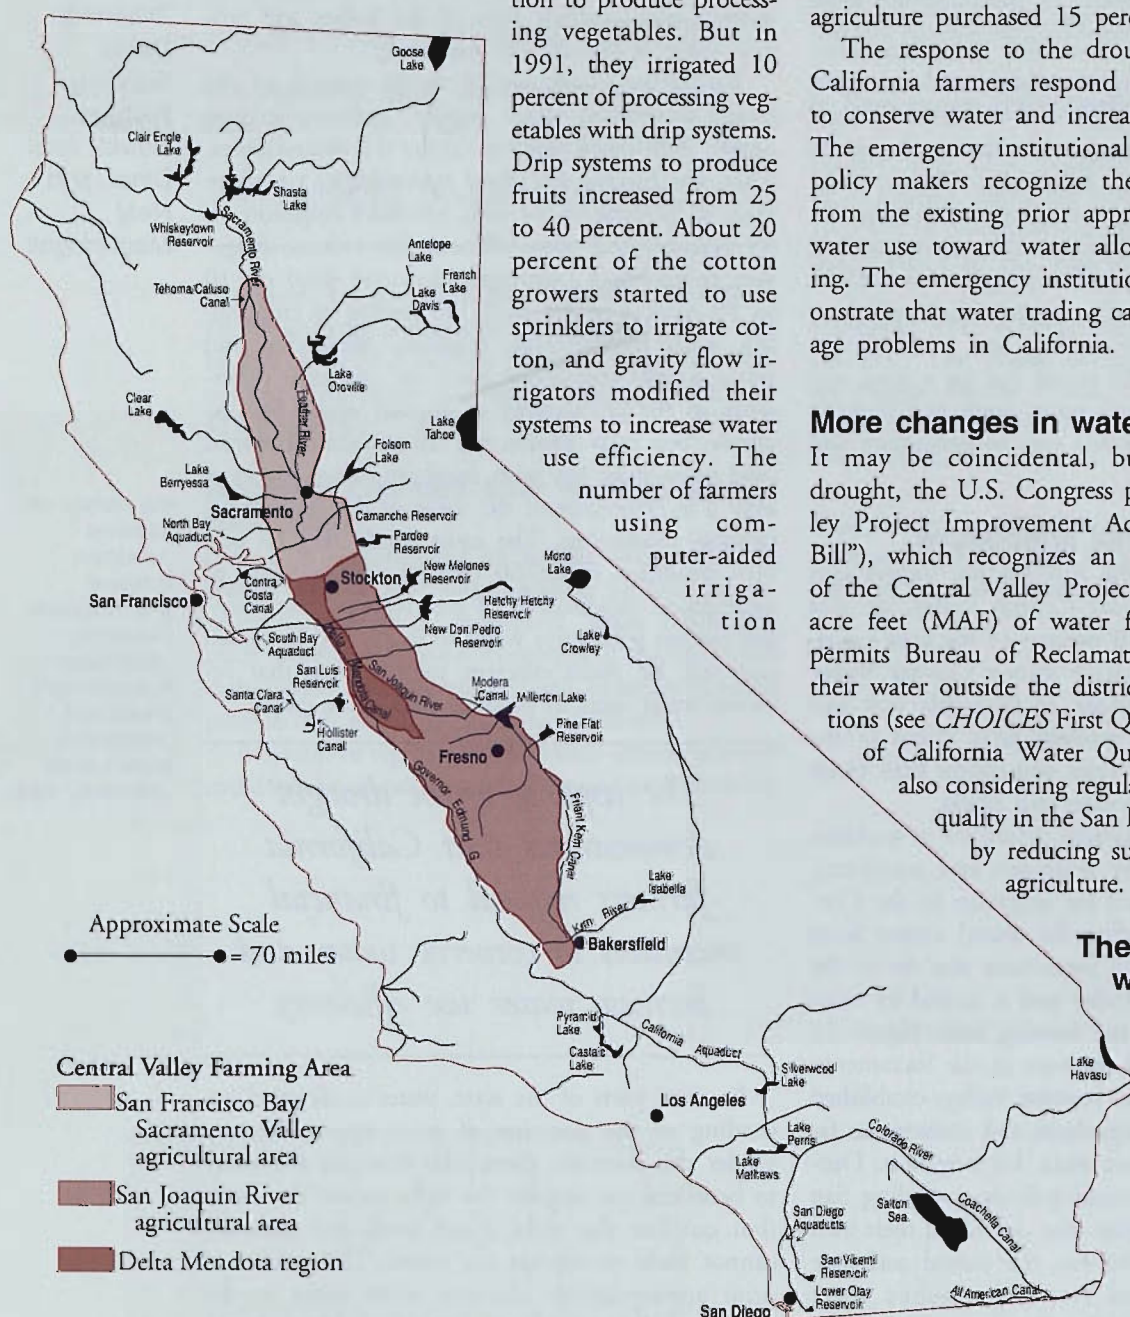 tion to produce process-
ing vegetables. But in
1991, they irrigated 10
percent of processing veg-
etables with drip systems.
Drip systems to produce
fruits increased from 25
to 40 percent. About 20
percent of the cotton
growers started to use
sprinklers to irrigate cot-
ton, and gravity flow ir-
rigators modified their
systems to increase water
use efficiency. The
number of farmers
using com-
puter-aided
irriga-
tion
agriculture purchased 15 per
The response to the drou
California farmers respond
to conserve water and increa
The emergency institutional
policy makers recognize the
from the existing prior appr
water use toward water allo
ing. The emergency institutio
onstrate that water trading ca
age problems in California.
More changes in wate
It may be coincidental, bu
drought, the U.S. Congress p
ley Project Improvement Ac
Bill”), which recognizes an
of the Central Valley Project
acre feet (MAF) of water f
permits Bureau of Reclamat
their water outside the distric
tions (see CHOICES First Q
of California Water Qu
also considering regula
quality in the San
by reducing su
agriculture.
The
w
Goose
Lake
Clair Engle
Lake
Shasta
Lake
Whiskeytown
Reservoir
Sacramento River
Antelope
Lake
French
Lake
Lake
Davis
Tehoma/Caluso
Canal
Lake
Oroville
Feather River
Clear
Lake
Lake
Tahoe
Folsom
Lake
Lake
Berryessa
Sacramento
Camanche Reservoir
North Bay
Aquaduct
Pardee
Reservoir
Mono
Lake
New Melones
Reservoir
Stockton
Contra
Costa
Canal
San Francisco
Hetchy Hetchy
Reservoir
New Don Pedro
Reservoir
South Bay
Aquaduct
Lake
Crowley
Delta Mendota Canal
San Joaquin River
San Luis
Reservoir
Santa Clara
Canal
Modera
Canal
Millerton Lake
Hollister
Canal
Pine Flat
Reservoir
Fresno
Governor Edmund G
Friant Kern Canal
Lake
Isabella
Kern River
Bakersfield
Approximate Scale
= 70 miles
Pyramid
Lake
California Aquaduct
Castaic
Lake
Silverwood
Lake
Lake
Havasu
Los Angeles
Lake
Perris
Colorado River
Lake
Mathews
Salton
Sea
Coachella Canal
San Diego
Aquaducts
San Vicenti
Reservoir
Lower Otay
Reservoir
All American Canal
San Diego
Central Valley Farming Area
San Francisco Bay/
Sacramento Valley
agricultural area
San Joaquin River
agricultural area
Delta Mendota region